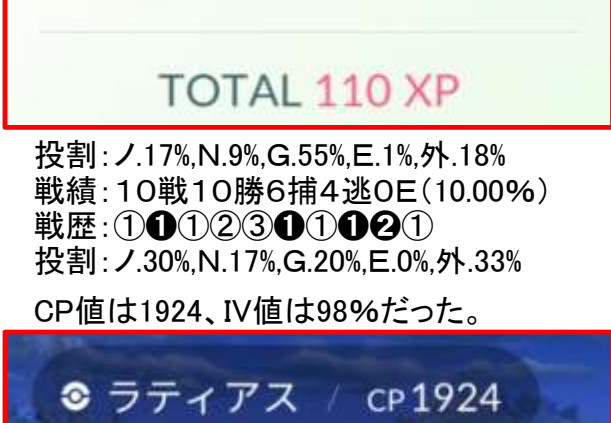 TOTAL 110 XP
投割:ノ.17%,N.9%,G.55%,E.1%,外.18%
戦績:10戦10勝6捕4逃0E(10.00%)
戦歴:①❶①②③❶①❶❷①
投割:ノ.30%,N.17%,G.20%,E.0%,外.33%
CP値は1924、IV値は98%だった。
ラティアス / CP1924